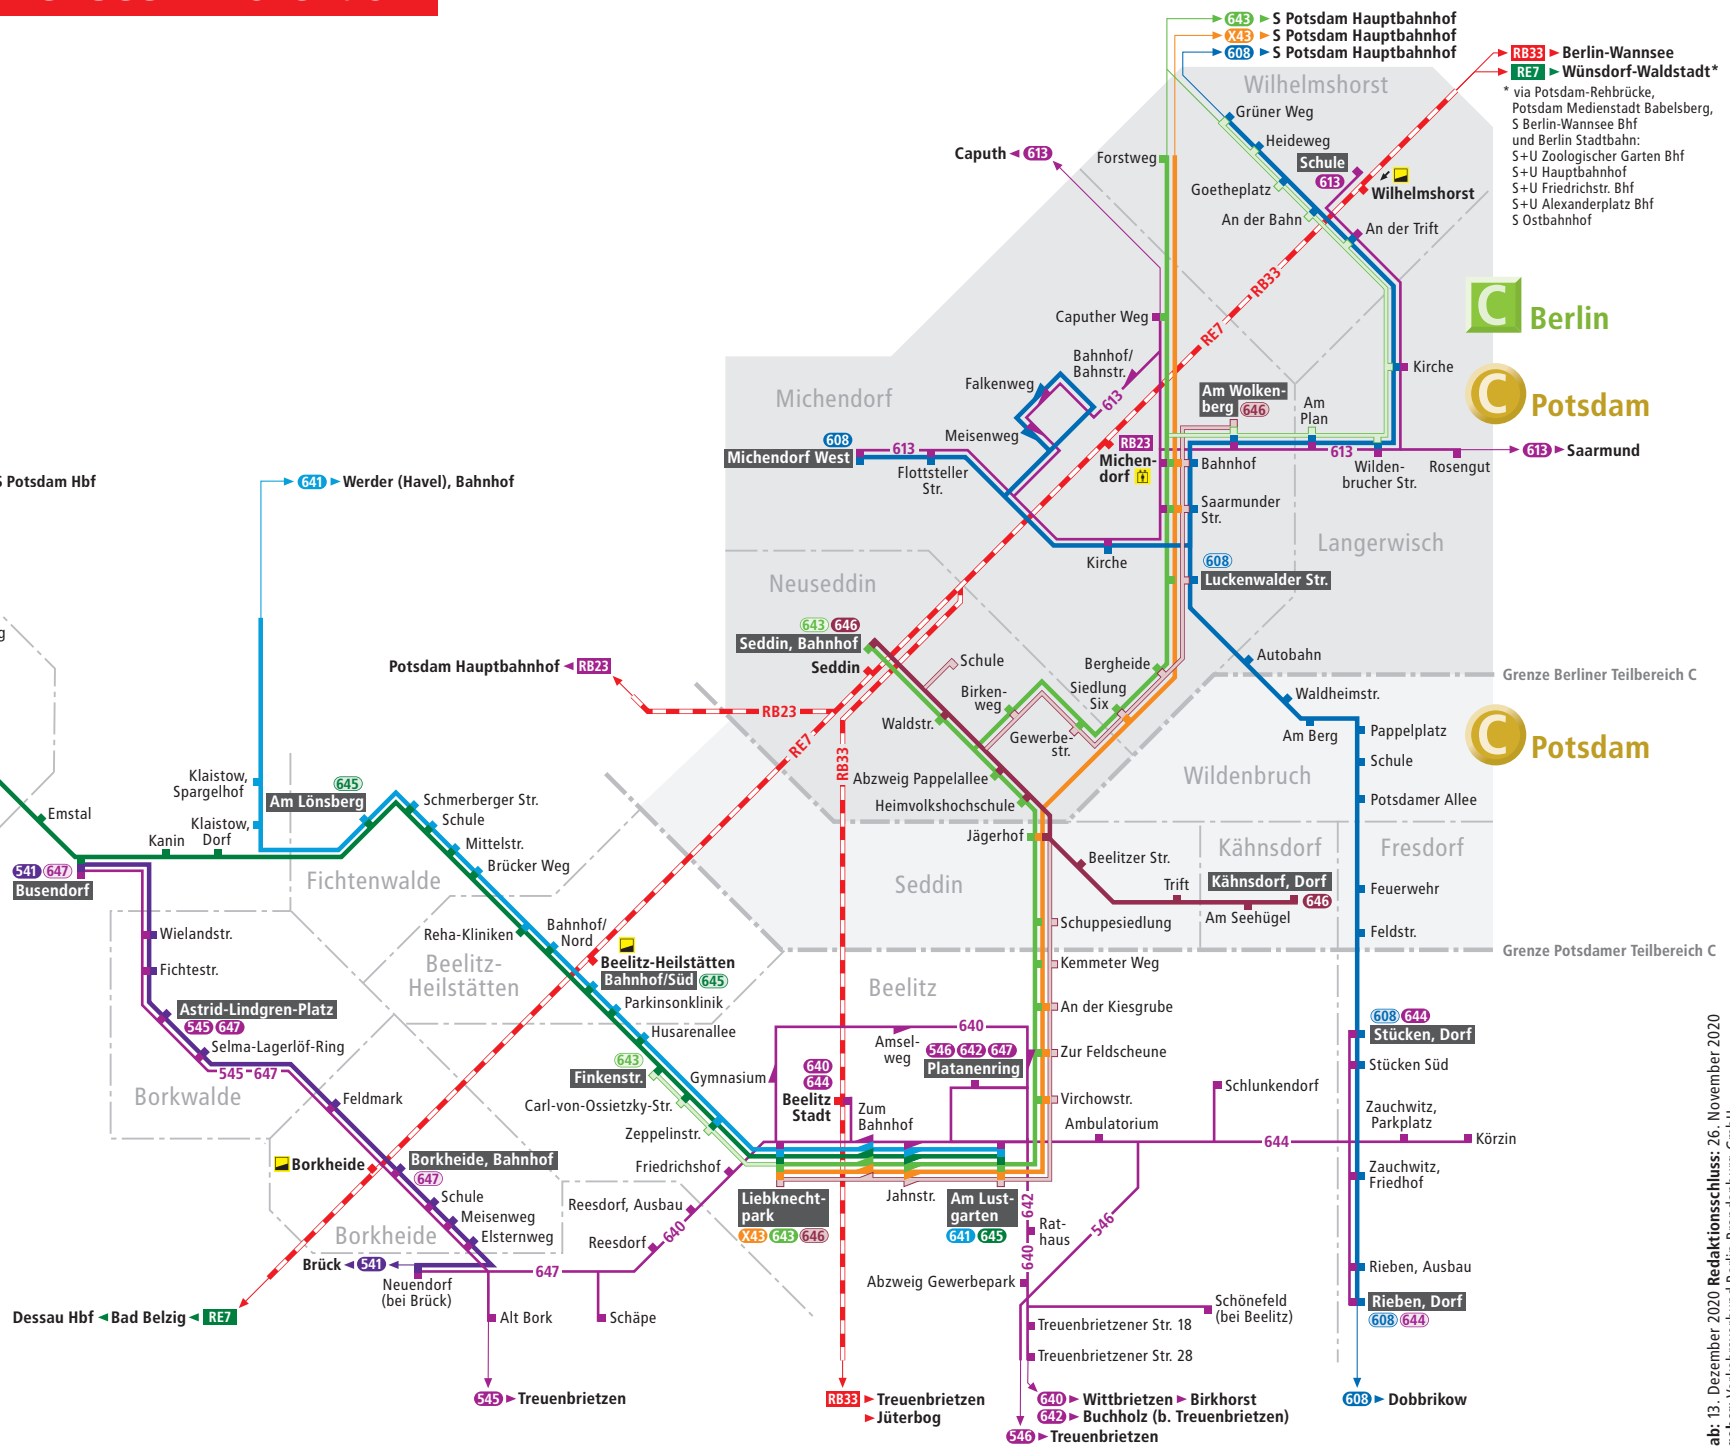 643 S Potsdam Hauptbahnhof
X43 S Potsdam Hauptbahnhof
608 S Potsdam Hauptbahnhof
RB33 Berlin-Wannsee
RE7 Wünsdorf-Waldstadt*
* via Potsdam-Rehbrücke,
Potsdam Medienstadt Babelsberg,
S Berlin-Wannsee Bhf
und Berlin Stadtbahn:
S+U Zoologischer Garten Bhf
S+U Hauptbahnhof
S+U Friedrichstr. Bhf
S+U Alexanderplatz Bhf
S Ostbahnhof
Wilhelmshorst
Grüner Weg
Heideweg
Schule
613
Caputh 613
Forstweg
Goetheplatz
Wilhelmshorst
An der Bahn
An der Trift
RB33
RE7
C Berlin
Caputher Weg
Bahnhof/
Bahnstr.
613
Kirche
Falkenweg
Michendorf
Am Wolken-
berg 646
Am
Plan
C Potsdam
Meisenweg
608
Michendorf West
613
RB23
Michen-
dorf
Bahnhof
613
613 Saarmund
Flottsteller
Str.
Wilden-
brucher Str.
Rosengut
S Potsdam Hbf
641 Werder (Havel), Bahnhof
Saarmunder
Str.
Kirche
Langerwisch
608
Luckenwalder Str.
Neuseddin
643 646
Seddin, Bahnhof
Seddin
Schule
Bergheide
Autobahn
Potsdam Hauptbahnhof RB23
Grenze Berliner Teilbereich C
Birken-
weg
Siedlung
Six
Waldheimstr.
RB23
Waldstr.
Gewerbe-
str.
Am Berg
Pappelplatz
C Potsdam
RE7
RB33
Schule
Abzweig Pappelallee
Wildenbruch
Heimvolkshochschule
Potsdamer Allee
Klaistow,
Spargelhof
645
Am Lönsberg
Schmerberger Str.
Schule
Emstal
Klaistow,
Dorf
Kanin
Mittelstr.
Brücker Weg
Jägerhof
Beelitzer Str.
Kähnsdorf
Fresdorf
541 647
Busendorf
Fichtenwalde
Seddin
Trift
Kähnsdorf, Dorf
646
Am Seehügel
Feuerwehr
Wielandstr.
Reha-Kliniken
Bahnhof/
Nord
Schuppesiedlung
Feldstr.
Grenze Potsdamer Teilbereich C
Fichtestr.
Beelitz-
Heilstätten
Beelitz-Heilstätten
Bahnhof/Süd 645
Kemmeter Weg
Beelitz
Astrid-Lindgren-Platz
545 647
Parkinsonklinik
An der Kiesgrube
608 644
Stücken, Dorf
Selma-Lagerlöf-Ring
Husarenallee
640
Amsel-
weg
546 642 647
Platanenring
Zur Feldscheune
Stücken Süd
545 647
643
Finkenstr.
Gymnasium
640
644
Beelitz
Stadt
Borkwalde
Feldmark
Carl-von-Ossietzky-Str.
Zum
Bahnhof
Virchowstr.
Schlunkendorf
Zauchwitz,
Parkplatz
Zeppelinstr.
Ambulatorium
644
Körzin
Borkheide
Borkheide, Bahnhof
647
Friedrichshof
Zauchwitz,
Friedhof
Schule
Meisenweg
Elsternweg
Reesdorf, Ausbau
Liebknecht-
park
X43 643 646
Jahnstr.
Am Lust-
garten
641 645
642
Rat-
haus
546
Borkheide
Reesdorf
640
640
Brück 541
647
Neuendorf
(bei Brück)
Abzweig Gewerbepark
Rieben, Ausbau
Rieben, Dorf
608 644
Schönefeld
(bei Beelitz)
Dessau Hbf Bad Belzig RE7
Alt Bork
Schäpe
Treuenbrietzener Str. 18
Treuenbrietzener Str. 28
545 Treuenbrietzen
RB33 Treuenbrietzen
Jüterbog
640 Wittbrietzen Birkhorst
642 Buchholz (b. Treuenbrietzen)
546 Treuenbrietzen
608 Dobbrikow
ab: 13. Dezember 2020 Redaktionsschluss: 26. November 2020